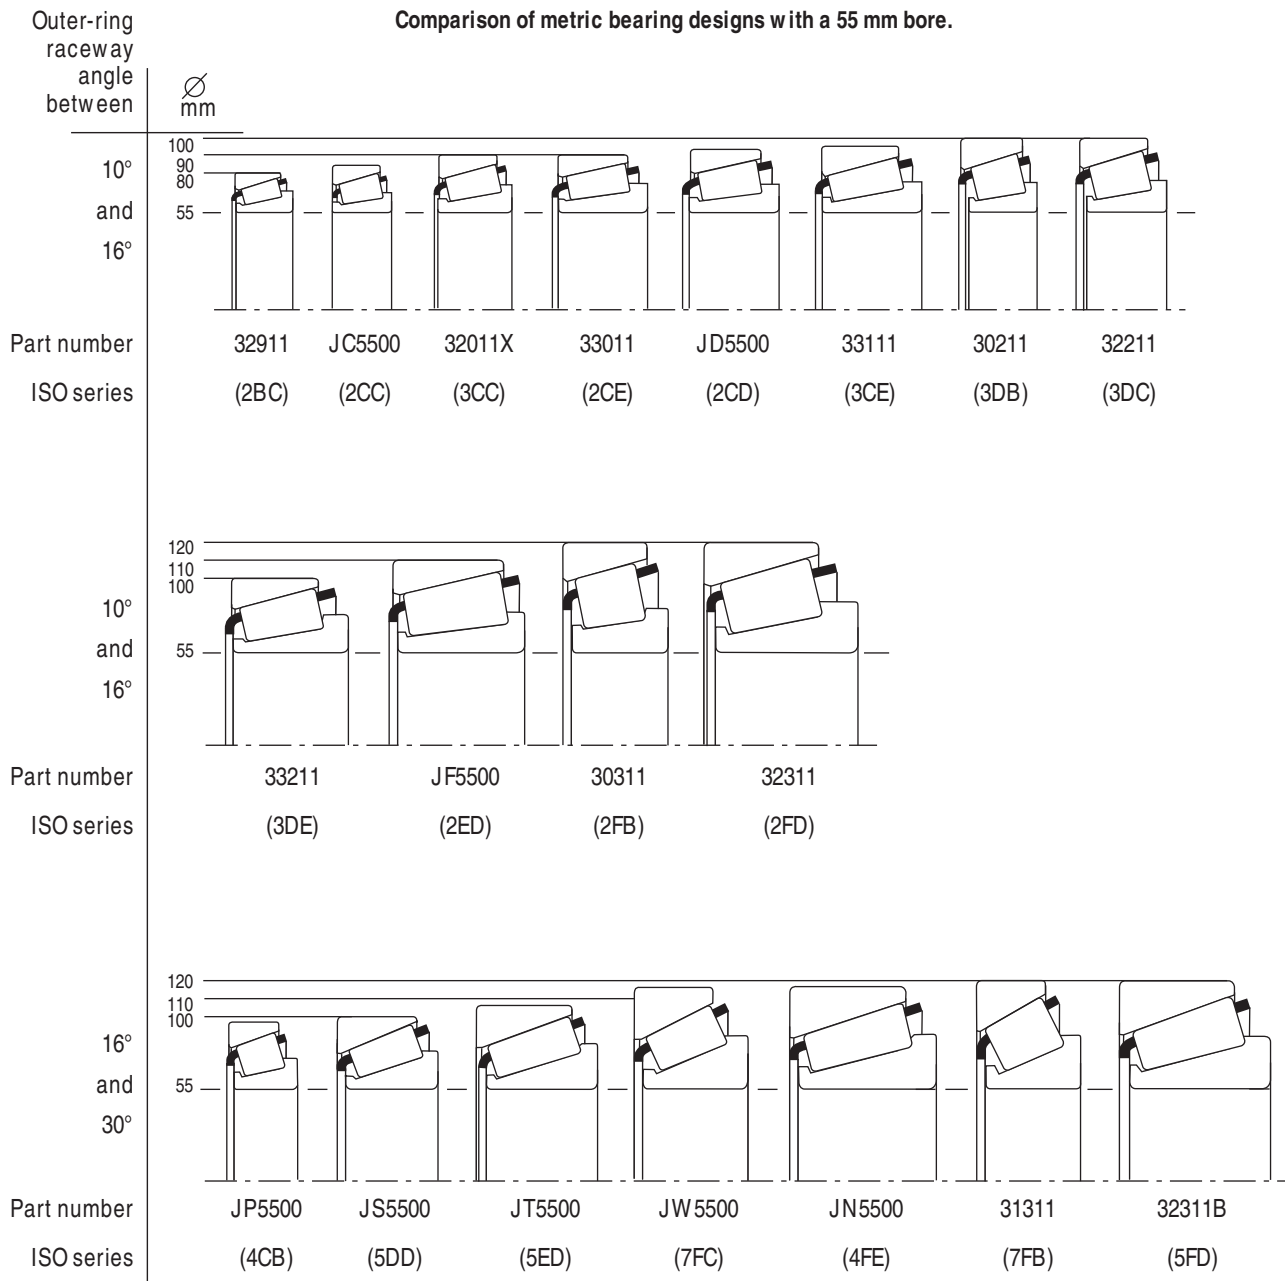 Outer-ring
raceway
angle
between
Comparison of metric bearing designs with a 55 mm bore.
Ø
mm
100
90
80
55
10°
and
16°
Part number 32911 JC5500 32011X 33011 JD5500 33111 30211 32211
ISO series (2BC) (2CC) (3CC) (2CE) (2CD) (3CE) (3DB) (3DC)
120
110
100
55
10°
and
16°
Part number 33211 JF5500 30311 32311
ISO series (3DE) (2ED) (2FB) (2FD)
120
110
100
55
16°
and
30°
Part number JP5500 JS5500 JT5500 JW5500 JN5500 31311 32311B
ISO series (4CB) (5DD) (5ED) (7FC) (4FE) (7FB) (5FD)